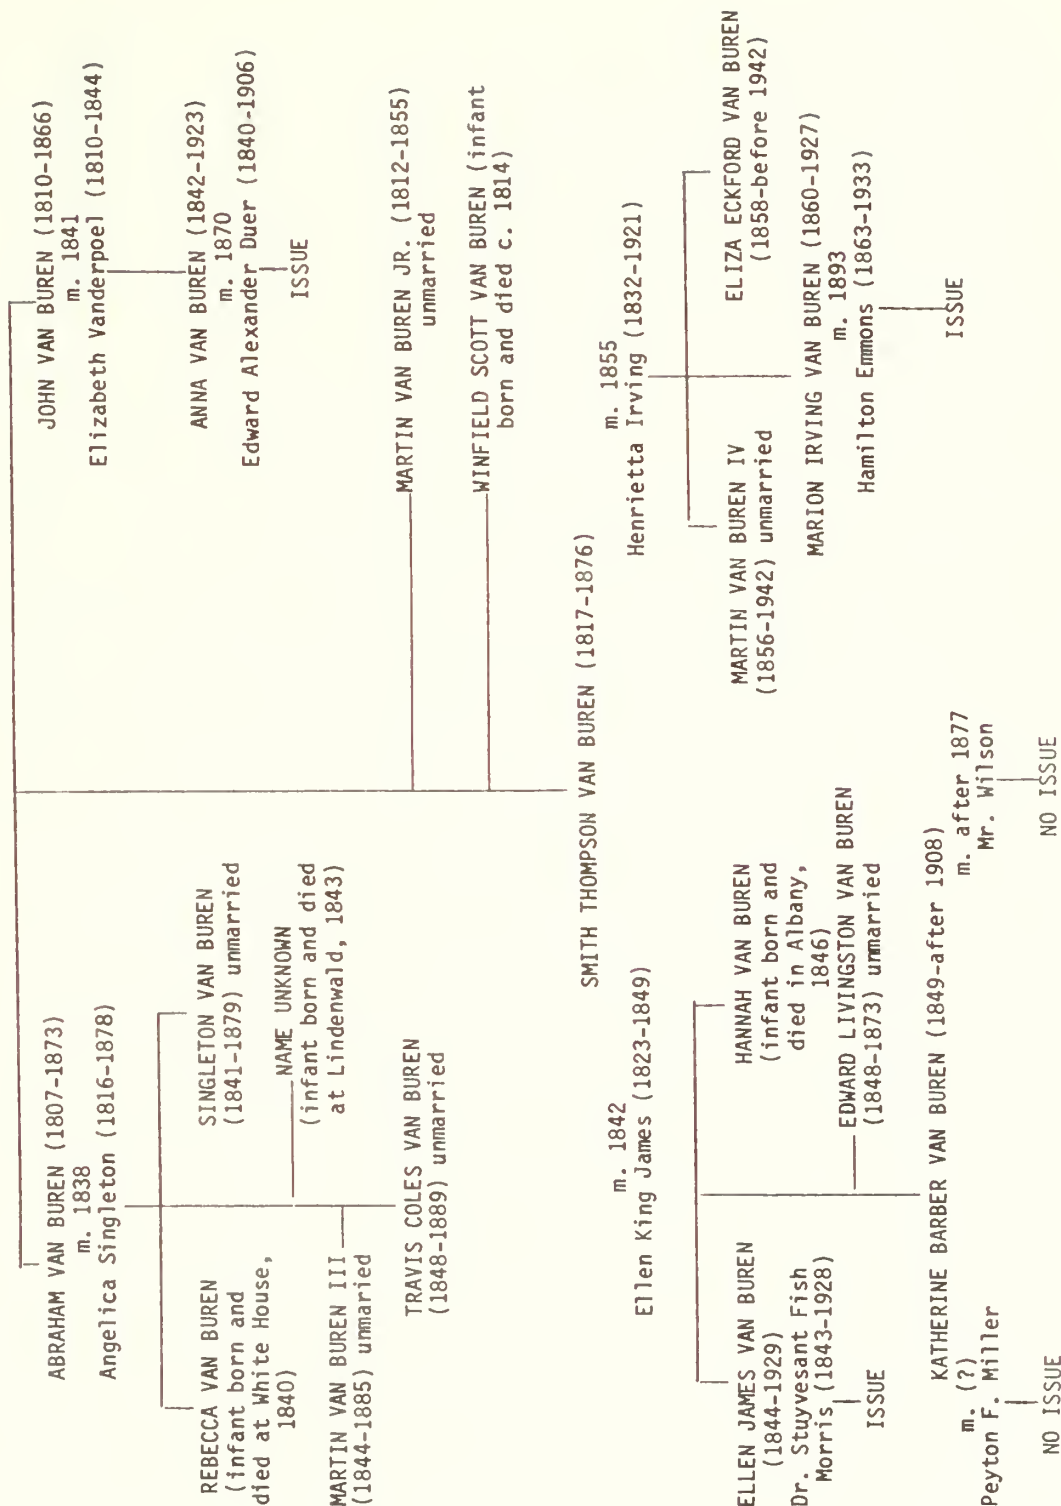 ABRAHAM VAN BUREN (1807-1873)
m. 1838
Angelica Singleton (1816-1878)
REBECCA VAN BUREN
(infant born and
died at White House,
1840)
SINGLETON VAN BUREN
(1841-1879) unmarried
NAME UNKNOWN
(infant born and died
at Lindenwald, 1843)
MARTIN VAN BUREN III
(1844-1885) unmaried
TRAVIS COLES VAN BUREN
(1848-1889) unmarried
JOHN VAN BUREN (1810-1866)
m. 1841
Elizabeth Vanderpoel (1810-1844)
ANNA VAN BUREN (1842-1923)
m. 1870
Edward Alexander Duer (1840-1906)
ISSUE
MARTIN VAN BUREN JR. (1812-1855)
unmarried
WINFIELD SCOTT VAN BUREN (infant
born and died c. 1814)
SMITH THOMPSON VAN BUREN (1817-1876)
m. 1842
Ellen King James (1823-1849)
ELLEN JAMES VAN BUREN
(1844-1929)
Dr. Stuyvesant Fish
Morris (1843-1928)
ISSUE
HANNAH VAN BUREN
(infant born and
died in Albany,
1846)
EDWARD LIVINGSTON VAN BUREN
(1848-1873) unmarried
KATHERINE BARBER VAN BUREN (1849-after 1908)
m. (?)
Peyton F. Miller
NO ISSUE
m. after 1877
Mr. Wilson
NO ISSUE
m. 1855
Henrietta Irving (1832-1921)
MARTIN VAN BUREN IV
(1856-1942) unmarried
ELIZA ECKFORD VAN BUREN
(1858-before 1942)
MARION IRVING VAN BUREN (1860-1927)
m. 1893
Hamilton Emmons (1863-1933)
ISSUE